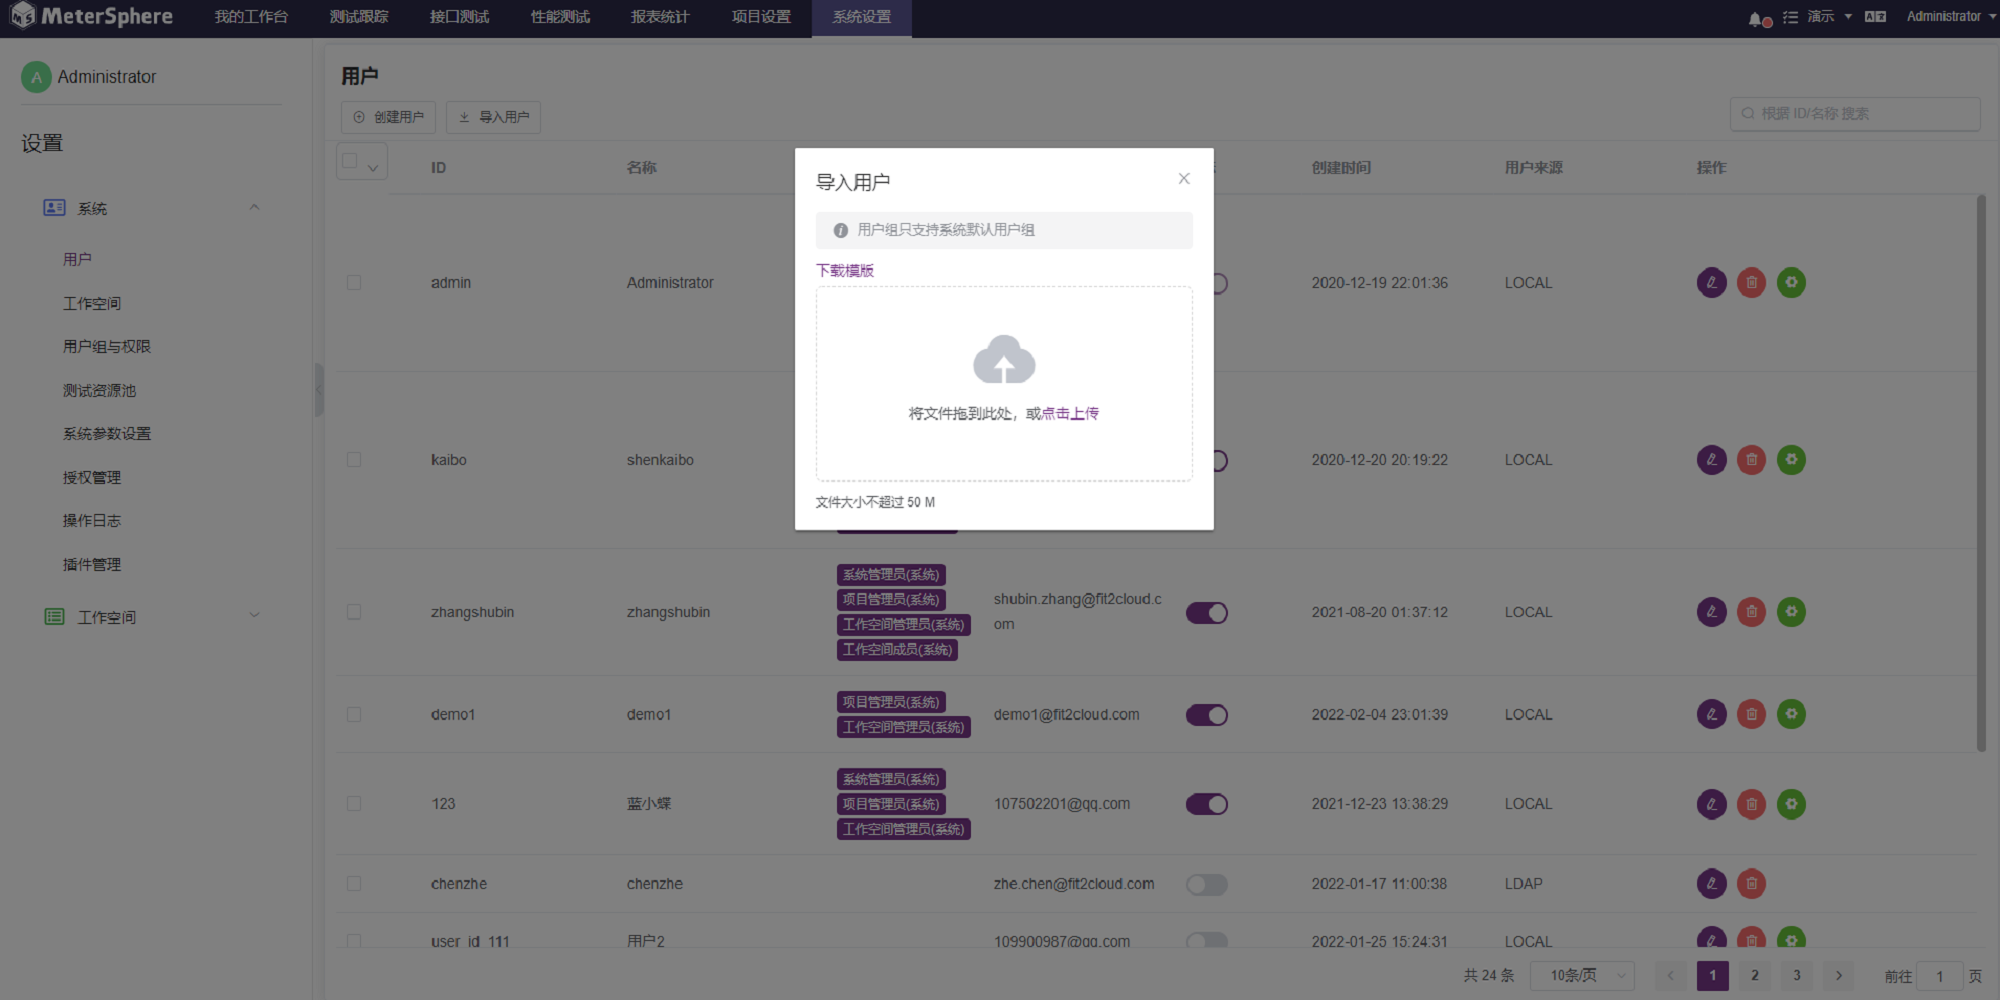 MeterSphere 我的工作台 测试跟踪 接口测试 性能测试 报表统计 项目设置 系统设置 演示 Administrator
A Administrator
设置
系统
用户
工作空间
用户组与权限
测试资源池
系统参数设置
授权管理
操作日志
插件管理
工作空间
用户
创建用户 导入用户 根据 ID/名称 搜索
ID 名称 创建时间 用户来源 操作
admin Administrator 2020-12-19 22:01:36 LOCAL
kaibo shenkaibo 2020-12-20 20:19:22 LOCAL
导入用户
用户组只支持系统默认用户组
下载模版
将文件拖到此处，或点击上传
文件大小不超过 50 M
zhangshubin zhangshubin
系统管理员(系统)
项目管理员(系统)
工作空间管理员(系统)
工作空间成员(系统)
shubin.zhang@fit2cloud.c
om
2021-08-20 01:37:12 LOCAL
demo1 demo1
项目管理员(系统)
工作空间管理员(系统)
demo1@fit2cloud.com 2022-02-04 23:01:39 LOCAL
123 蓝小蝶
系统管理员(系统)
项目管理员(系统)
工作空间管理员(系统)
107502201@qq.com 2021-12-23 13:38:29 LOCAL
chenzhe chenzhe zhe.chen@fit2cloud.com 2022-01-17 11:00:38 LDAP
user_id_111 用户2 109900987@qq.com 2022-01-25 15:24:31 LOCAL
共 24 条 10条/页 1 2 3 前往 1 页